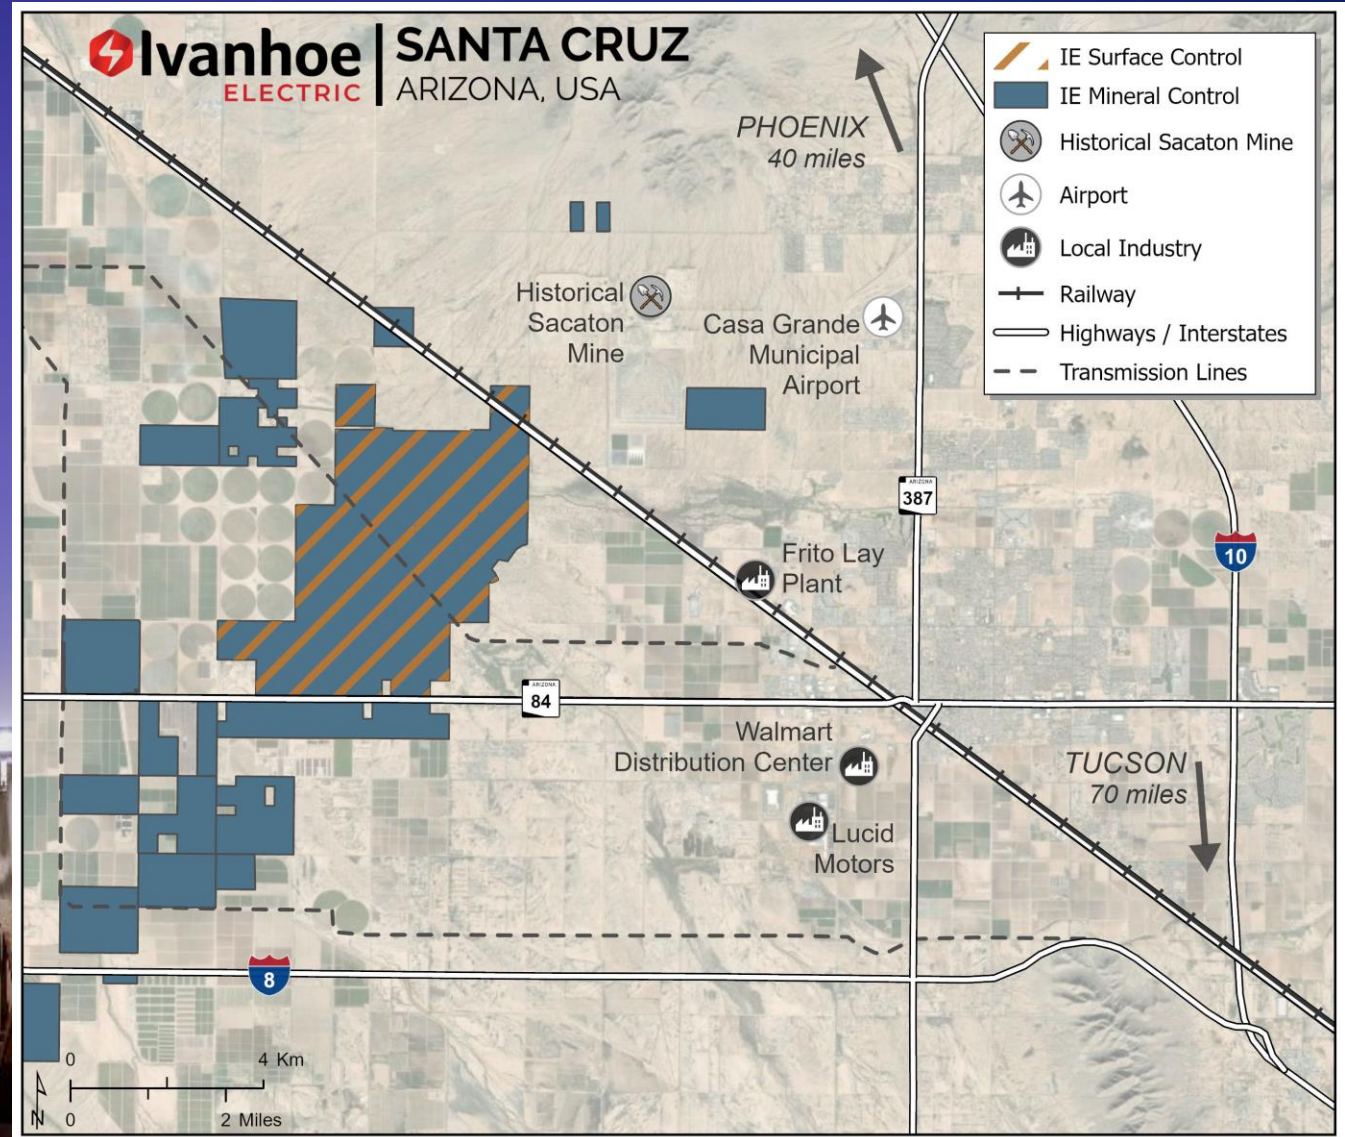 Ivanhoe
ELECTRIC
SANTA CRUZ
ARIZONA, USA
IE Surface Control
IE Mineral Control
Historical Sacaton Mine
Airport
Local Industry
Railway
Highways / Interstates
Transmission Lines
PHOENIX
40 miles
Historical
Sacaton
Mine
Casa Grande
Municipal
Airport
ARIZONA
387
10
Frito Lay
Plant
ARIZONA
84
Walmart
Distribution Center
TUCSON
70 miles
Lucid
Motors
8
0 4 Km
0 2 Miles
N